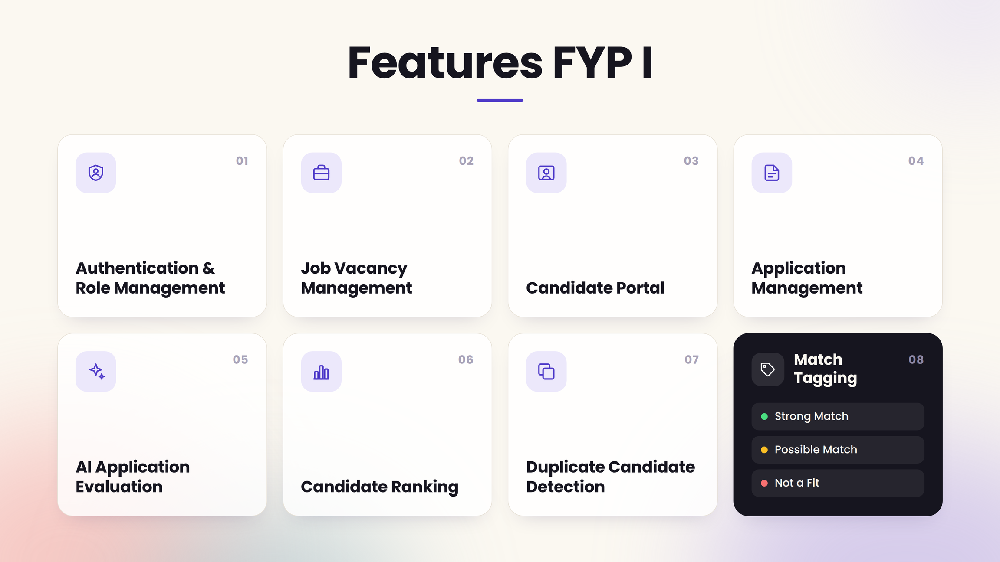 Features FYP I
01
Authentication &
Role Management
02
Job Vacancy
Management
03
Candidate Portal
04
Application
Management
05
AI Application
Evaluation
06
Candidate Ranking
07
Duplicate Candidate
Detection
08
Match
Tagging
Strong Match
Possible Match
Not a Fit